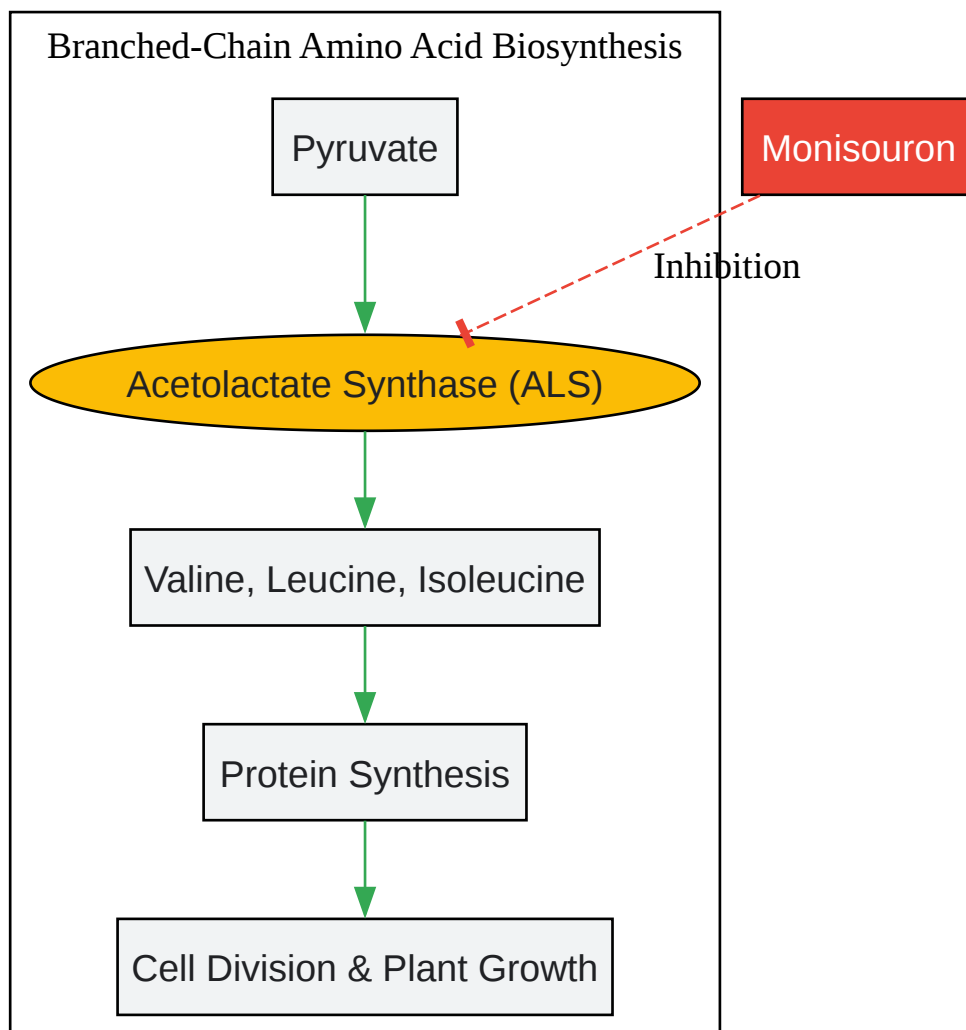 Branched-Chain Amino Acid Biosynthesis
Pyruvate
Monisouron
Inhibition
Acetolactate Synthase (ALS)
Valine, Leucine, Isoleucine
Protein Synthesis
Cell Division & Plant Growth